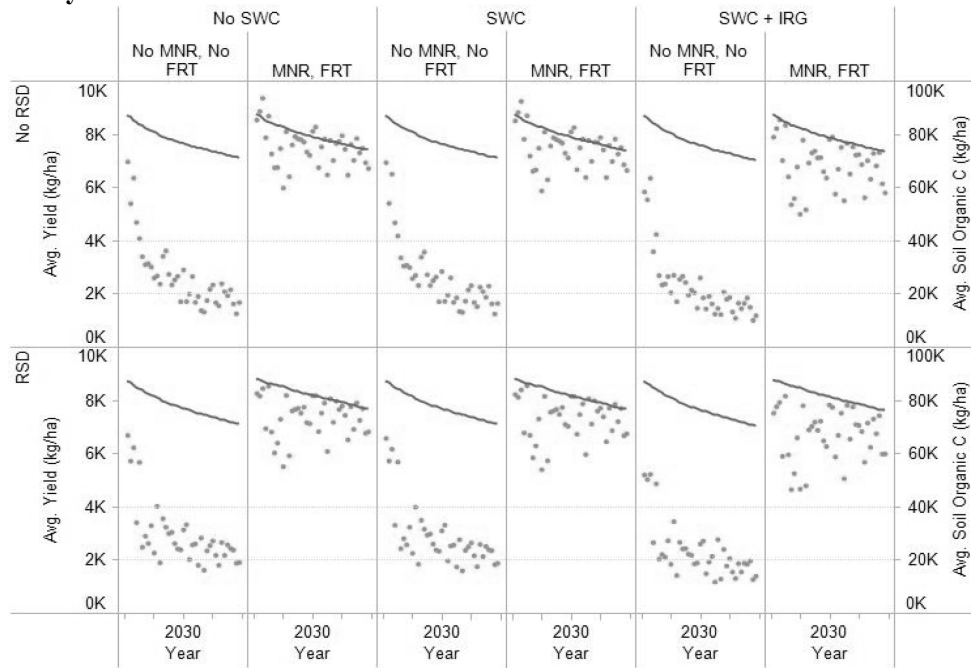 No SWC SWC SWC + IRG
No MNR, No FRT MNR, FRT No MNR, No FRT MNR, FRT No MNR, No FRT MNR, FRT
No RSD
Avg. Yield (kg/ha)
10K
8K
6K
4K
2K
0K
100K
80K
60K
40K
20K
0K
Avg. Soil Organic C (kg/ha)
RSD
Avg. Yield (kg/ha)
10K
8K
6K
4K
2K
0K
100K
80K
60K
40K
20K
0K
Avg. Soil Organic C (kg/ha)
2030 2030 2030 2030 2030 2030
Year Year Year Year Year Year